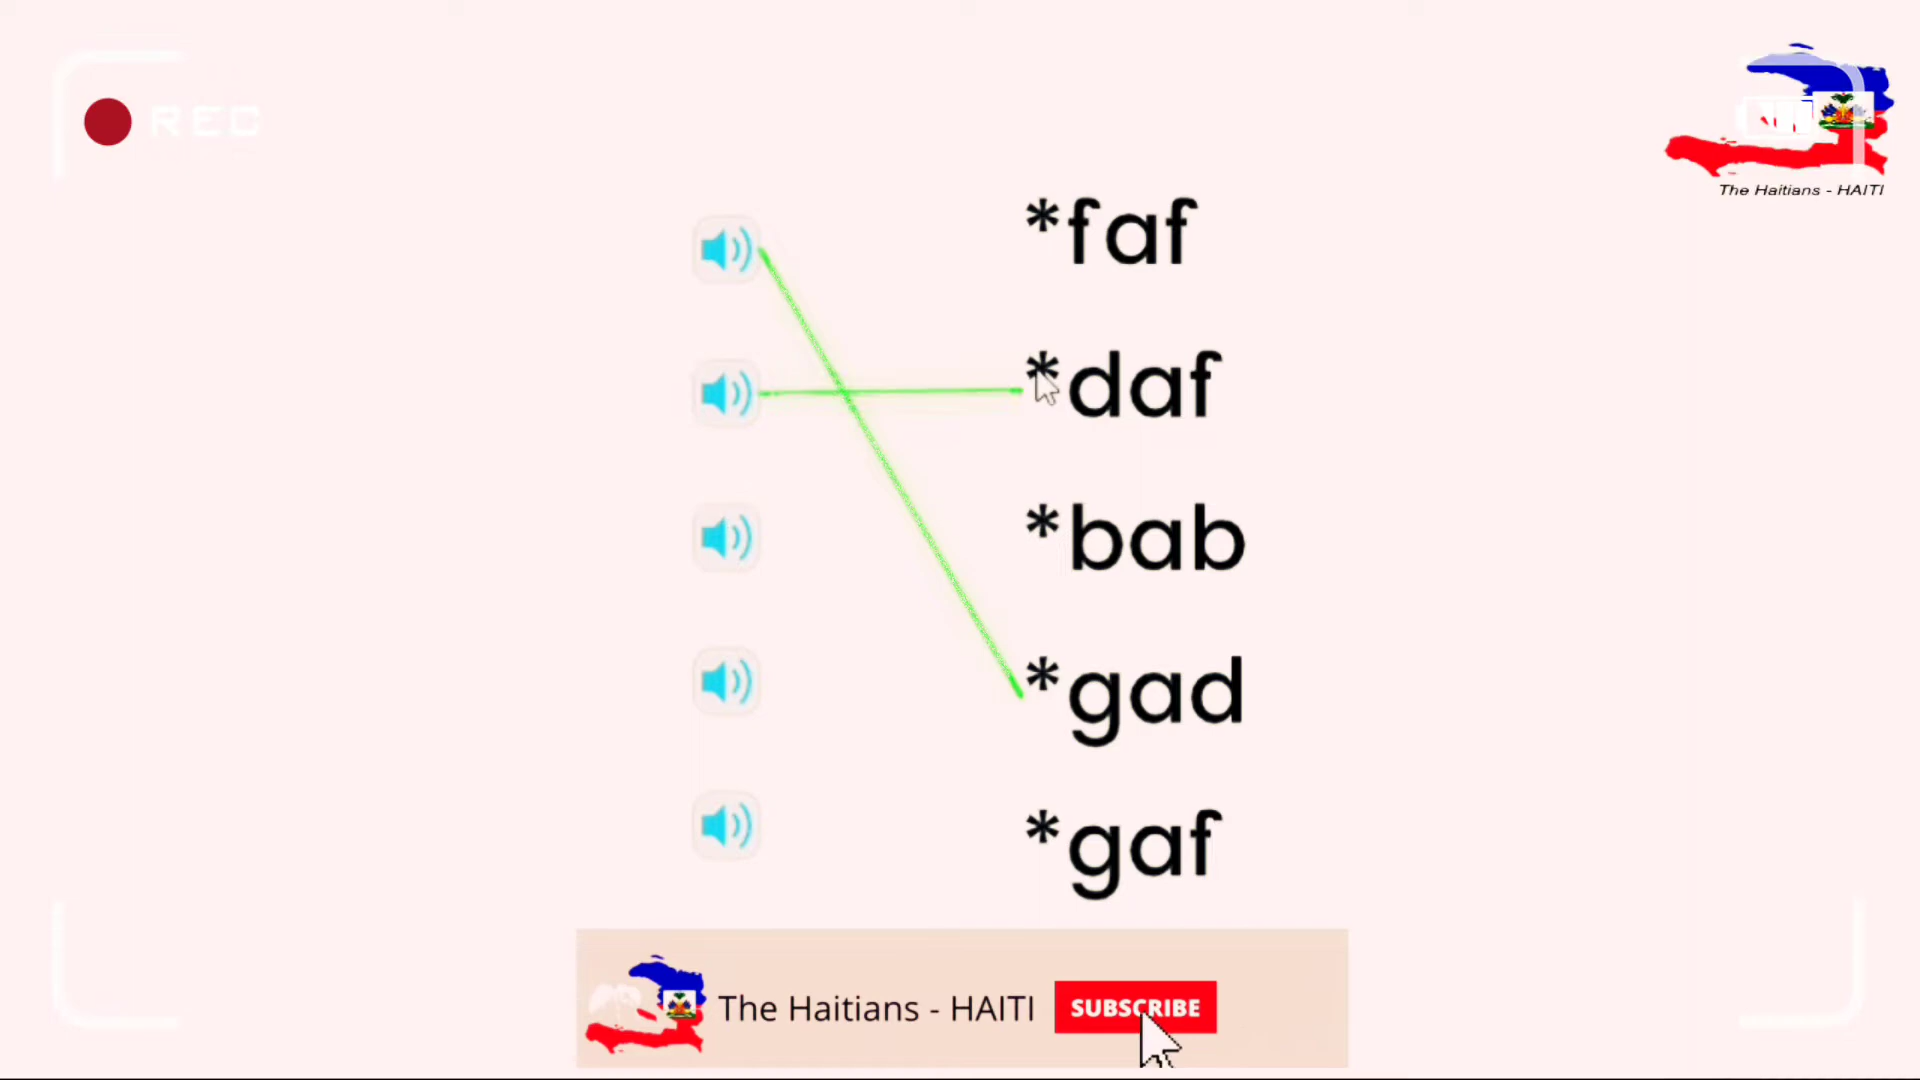 REC
The Haitians - HAITI
*faf
*daf
*bab
*gad
*gaf
The Haitians - HAITI SUBSCRIBE